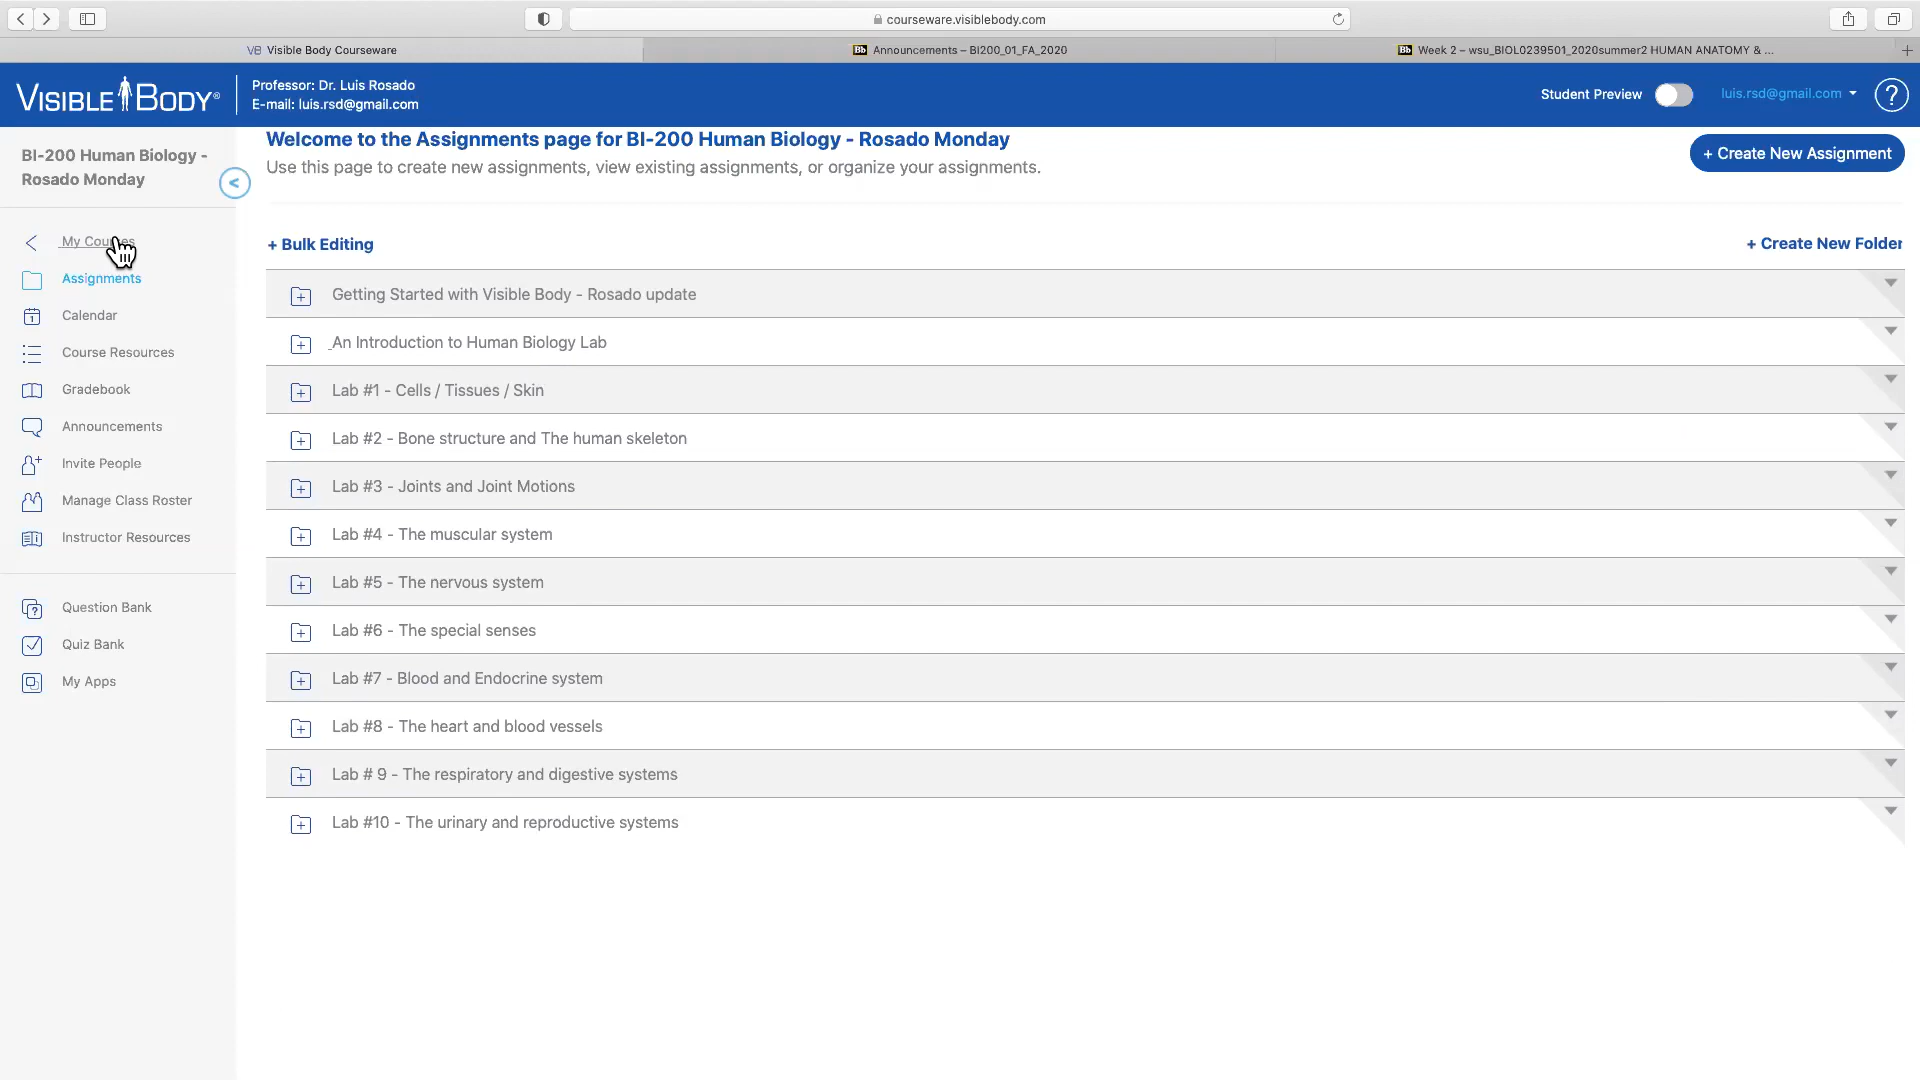 courseware.visiblebody.com
VB Visible Body Courseware
Bb Announcements – BI200_01_FA_2020
Bb Week 2 – wsu_BIOL0239501_2020summer2 HUMAN ANATOMY & ...
VISIBLE BODY®
Professor: Dr. Luis Rosado
E-mail: luis.rsd@gmail.com
Student Preview
luis.rsd@gmail.com
?
BI-200 Human Biology -
Rosado Monday
<
My Courses
Assignments
Calendar
Course Resources
Gradebook
Announcements
Invite People
Manage Class Roster
Instructor Resources
Question Bank
Quiz Bank
My Apps
Welcome to the Assignments page for BI-200 Human Biology - Rosado Monday
Use this page to create new assignments, view existing assignments, or organize your assignments.
+ Create New Assignment
+ Bulk Editing
+ Create New Folder
Getting Started with Visible Body - Rosado update
An Introduction to Human Biology Lab
Lab #1 - Cells / Tissues / Skin
Lab #2 - Bone structure and The human skeleton
Lab #3 - Joints and Joint Motions
Lab #4 - The muscular system
Lab #5 - The nervous system
Lab #6 - The special senses
Lab #7 - Blood and Endocrine system
Lab #8 - The heart and blood vessels
Lab # 9 - The respiratory and digestive systems
Lab #10 - The urinary and reproductive systems